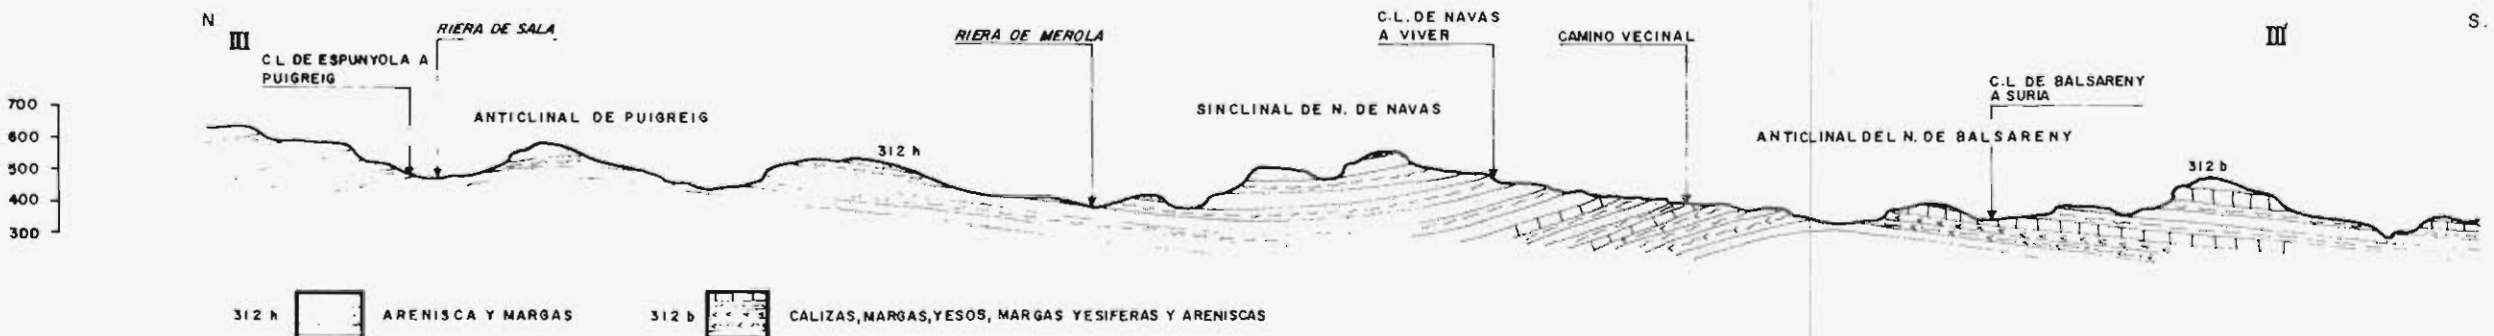 N
III
RIERA DE SALA
C.L. DE ESPUNYOLA A
PUIGREIG
RIERA DE MEROLA
C.L. DE NAVAS
A VIVER
CAMINO VECINAL
III'
S.
C.L DE BALSARENY
A SURIA
700
600
500
400
300
ANTICLINAL DE PUIGREIG
SINCLINAL DE N. DE NAVAS
ANTICLINAL DEL N. DE BALSARENY
312 h
312 b
312 h
ARENISCA Y MARGAS
312 b
CALIZAS, MARGAS, YESOS, MARGAS YESIFERAS Y ARENISCAS